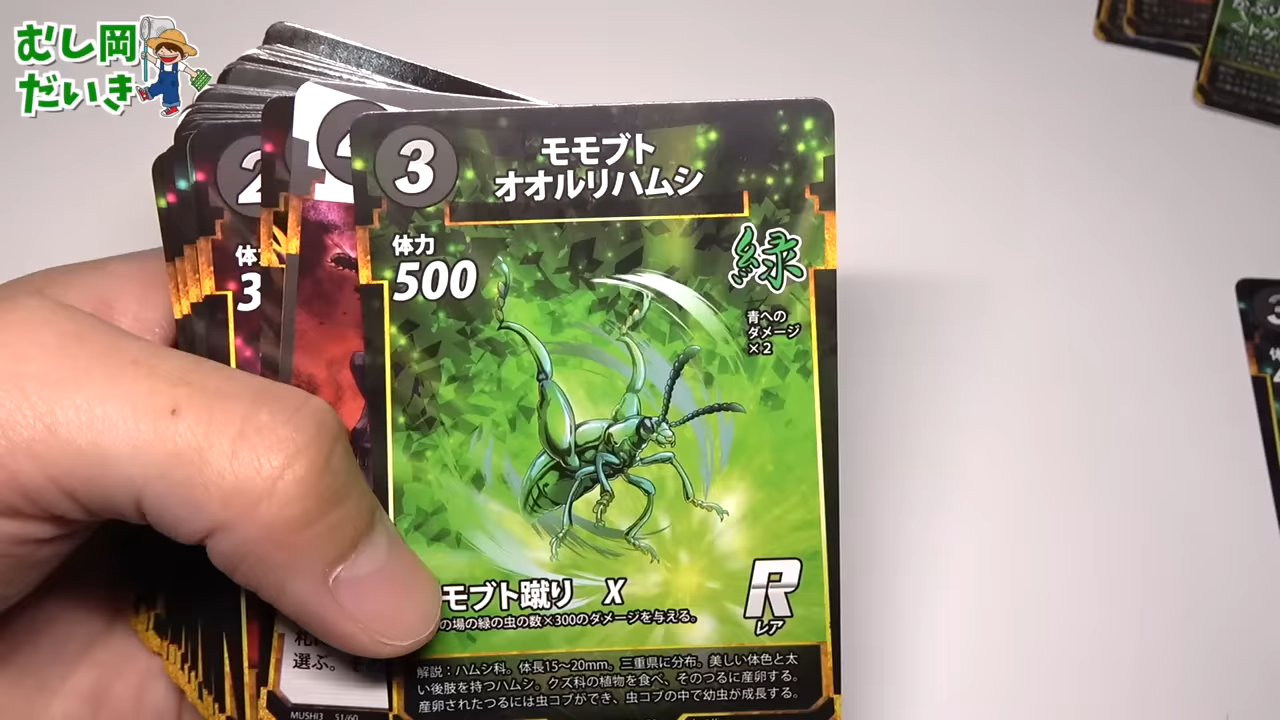 むし岡
だいき
2
体
3
4
3
モモブト
オオルリハムシ
体力
500
緑
青への
ダメージ
×2
モブト蹴り X
の場の緑の虫の数×300のダメージを与える。
R
レア
解説：ハムシ科。体長15～20mm。三重県に分布。美しい体色と太
い後肢を持つハムシ。クズ科の植物を食べ、そのつるに産卵する。
産卵されたつるには虫コブができ、虫コブの中で幼虫が成長する。
選ぶ。
MUSHI3 51/60